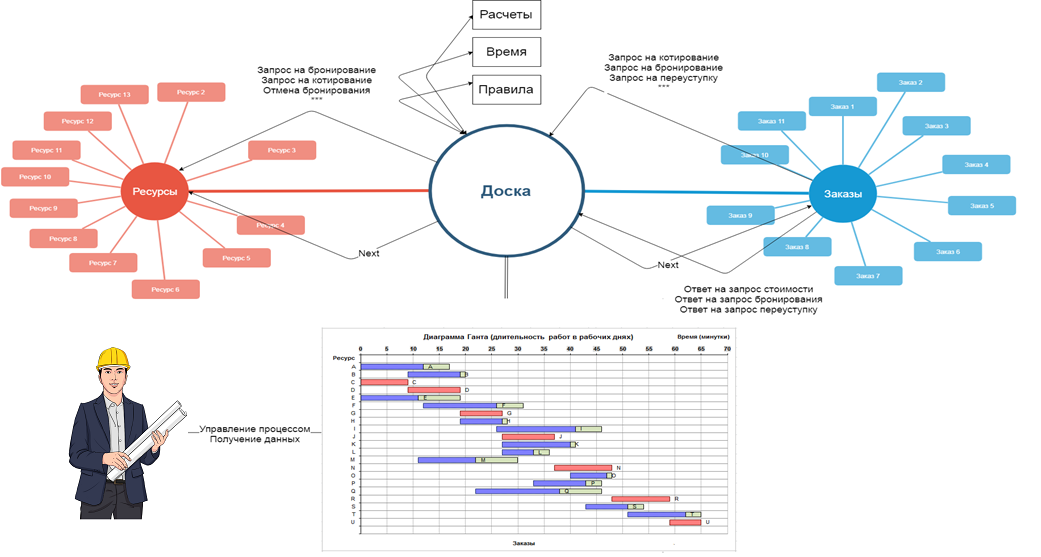 Расчеты
Время
Правила
Запрос на бронирование
Запрос на котирование
Отмена бронирования
***
Запрос на котирование
Запрос на бронирование
Запрос на переуступку
***
Ресурс 13
Ресурс 2
Ресурс 12
Ресурс 11
Ресурс 3
Ресурс 10
Ресурсы
Ресурс 9
Ресурс 4
Ресурс 8
Ресурс 5
Ресурс 7
Ресурс 6
Доска
Заказ 2
Заказ 1
Заказ 11
Заказ 3
Заказ 10
Заказ 4
Заказы
Заказ 5
Заказ 9
Заказ 8
Заказ 6
Заказ 7
Next
Next
Ответ на запрос стоимости
Ответ на запрос бронирования
Ответ на запрос переуступку
Диаграмма Ганта (длительность работ в рабочих днях)
Время (минутки)
0 5 10 15 20 25 30 35 40 45 50 55 60 65 70
Ресурс
A A
B B
C C
D D
E E
F F
G G
H H
I I
J J
K K
L L
M M
N N
O O
P P
Q Q
R R
S S
T T
U U
Заказы
Управление процессом
Получение данных